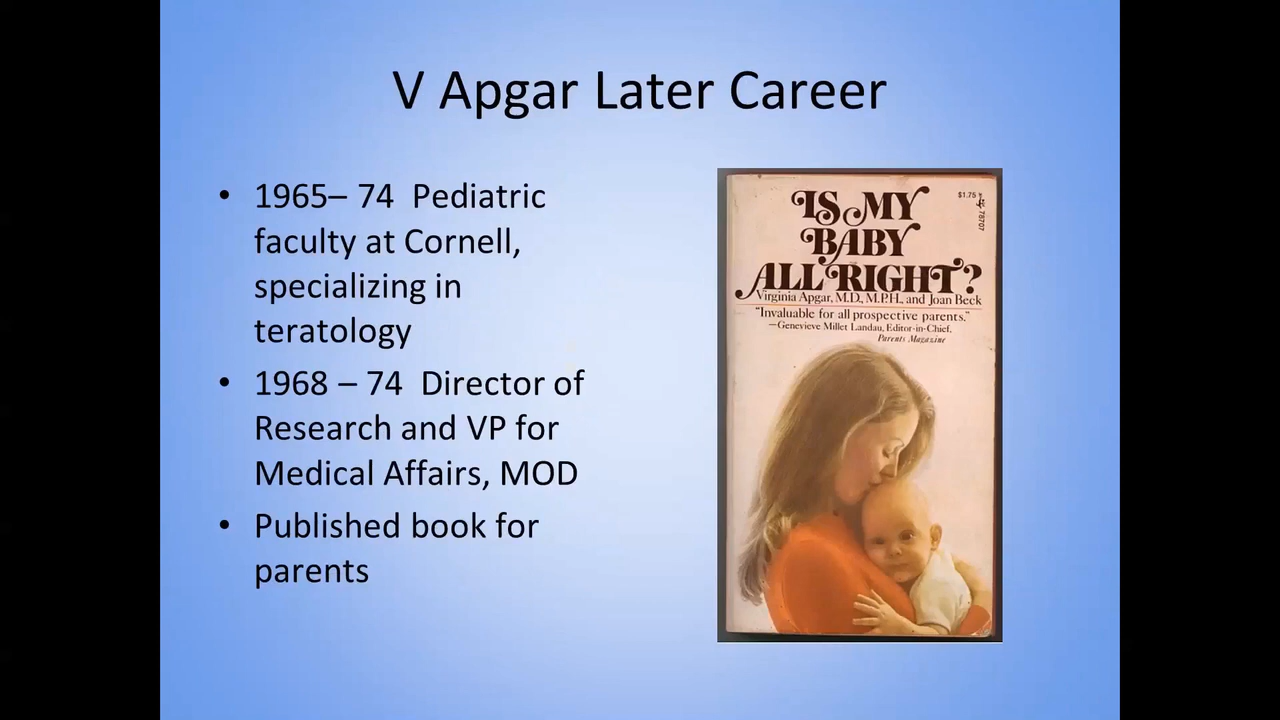 V Apgar Later Career
• 1965– 74  Pediatric
faculty at Cornell,
specializing in
teratology
• 1968 – 74  Director of
Research and VP for
Medical Affairs, MOD
• Published book for
parents
$1.75
78707
IS MY
BABY
ALL RIGHT?
Virginia Apgar, M.D., M.P.H., and Joan Beck
"Invaluable for all prospective parents."
—Genevieve Millet Landau, Editor-in-Chief,
Parents Magazine